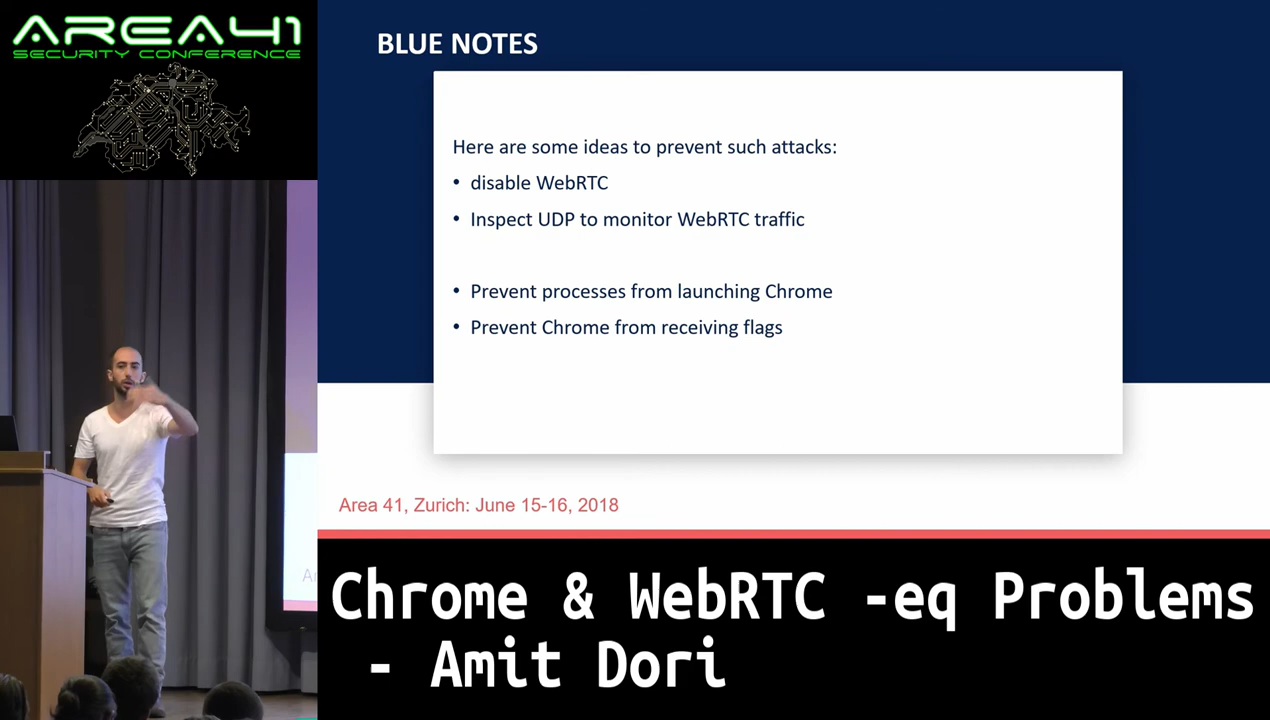 AREA41
SECURITY CONFERENCE
BLUE NOTES
Here are some ideas to prevent such attacks:
• disable WebRTC
• Inspect UDP to monitor WebRTC traffic
• Prevent processes from launching Chrome
• Prevent Chrome from receiving flags
Area 41, Zurich: June 15-16, 2018
Chrome & WebRTC -eq Problems
- Amit Dori